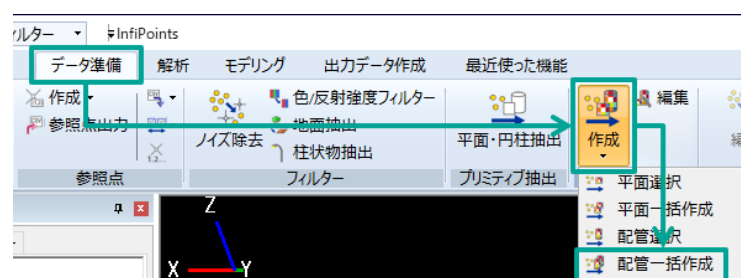 ィルター InfiPoints
データ準備 解析 モデリング 出力データ作成 最近使った機能
作成 色/反射強度フィルター 編集
参照点出力 地面抽出
ノイズ除去 柱状物抽出 平面・円柱抽出 作成
1.2...
参照点 フィルター プリミティブ抽出
平面選択
平面一括作成
配管選択
配管一括作成
Z
X Y